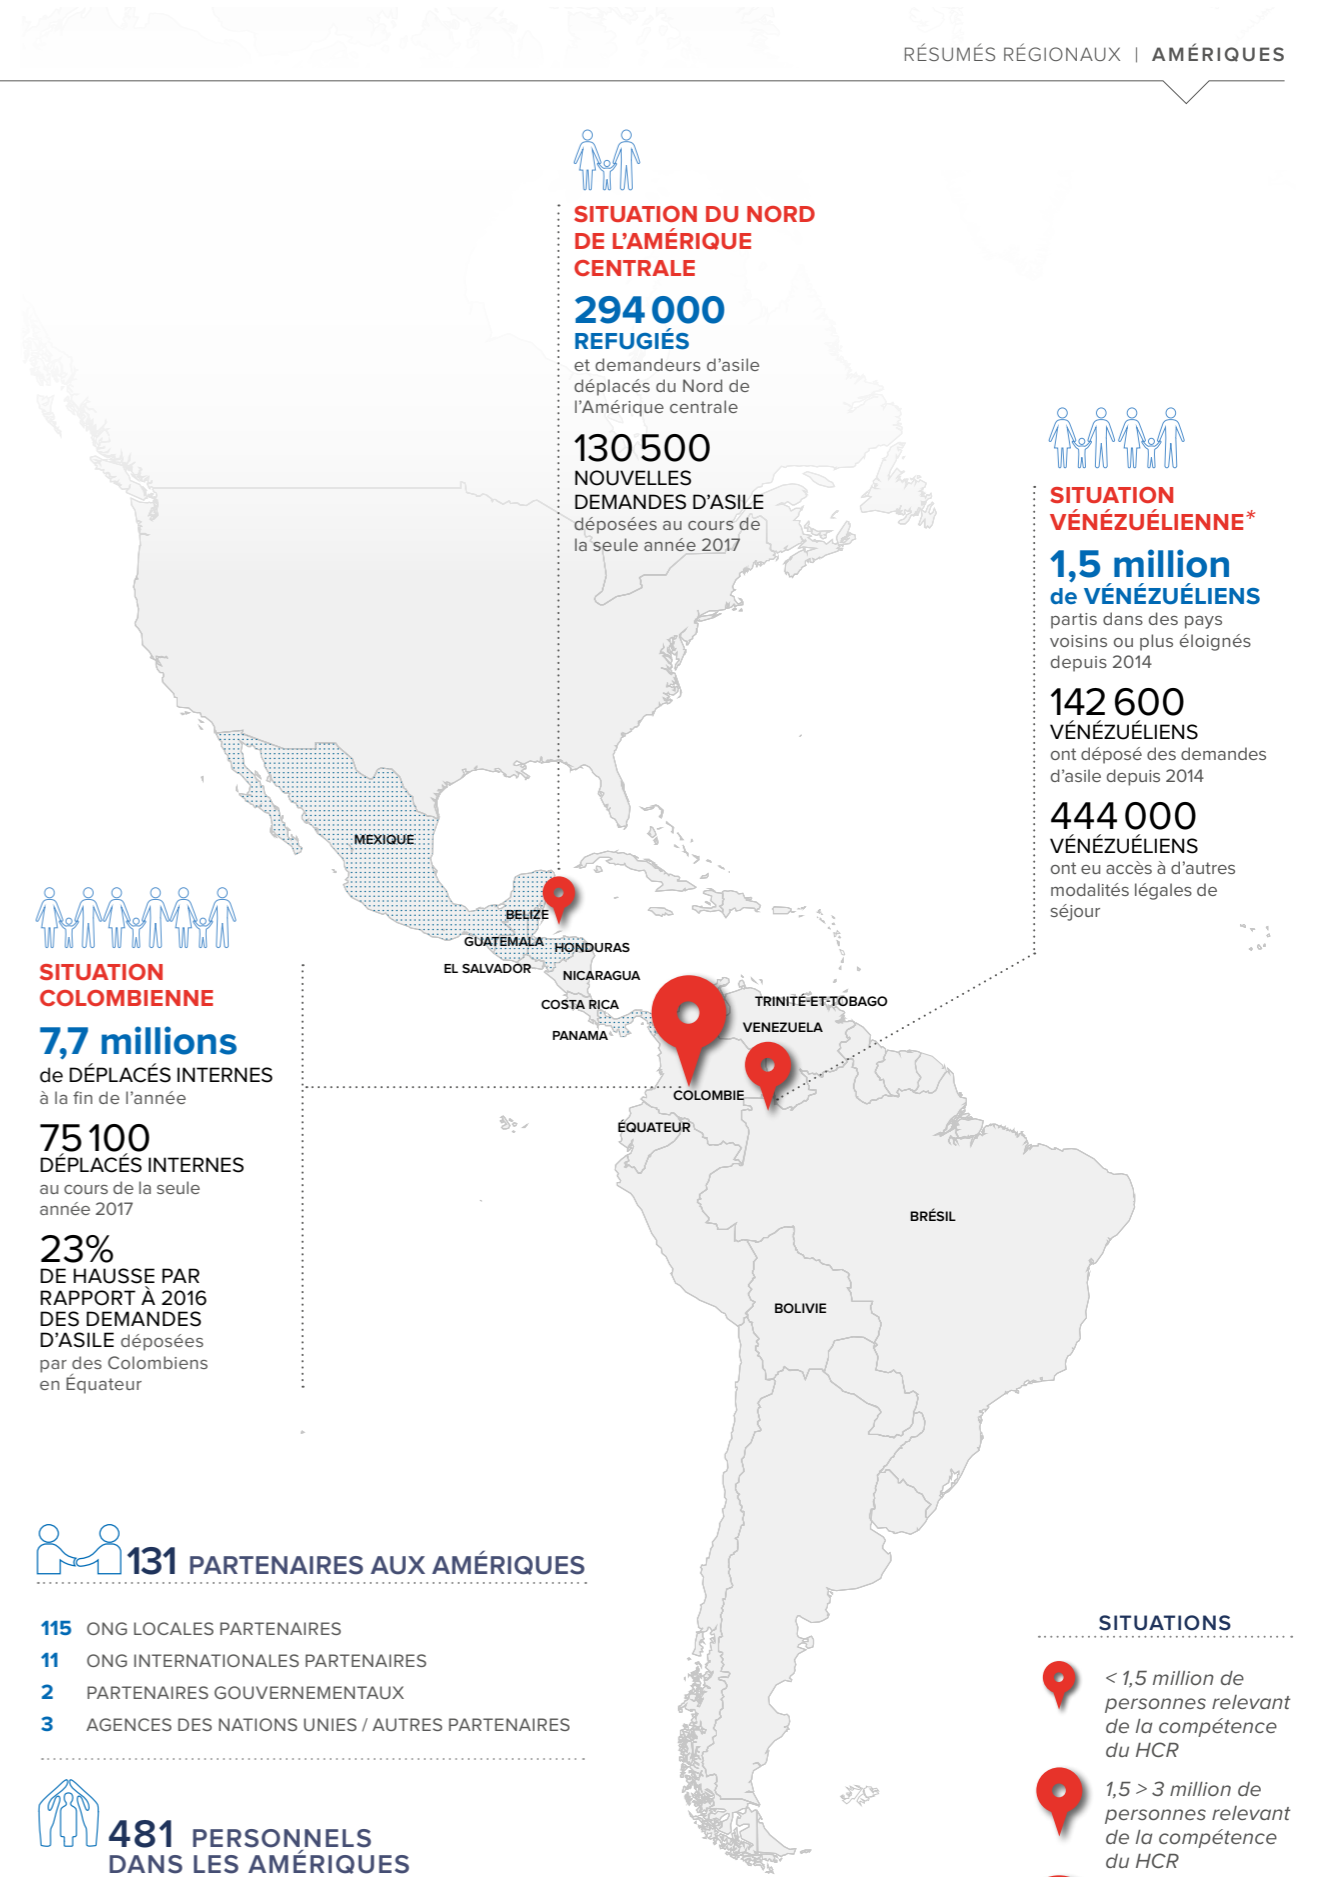 RÉSUMÉS RÉGIONAUX | AMÉRIQUES
SITUATION DU NORD
DE L'AMÉRIQUE
CENTRALE
294 000
REFUGIÉS
et demandeurs d'asile
déplacés du Nord de
l'Amérique centrale
130 500
NOUVELLES
DEMANDES D'ASILE
déposées au cours de
la seule année 2017
SITUATION
VÉNÉZUÉLIENNE*
1,5 million
de VÉNÉZUÉLIENS
partis dans des pays
voisins ou plus éloignés
depuis 2014
142 600
VÉNÉZUÉLIENS
ont déposé des demandes
d'asile depuis 2014
444 000
VÉNÉZUÉLIENS
ont eu accès à d'autres
modalités légales de
séjour
MEXIQUE
BELIZE
GUATEMALA
HONDURAS
EL SALVADOR
NICARAGUA
COSTA RICA
PANAMA
TRINITÉ-ET-TOBAGO
VENEZUELA
COLOMBIE
ÉQUATEUR
BRÉSIL
BOLIVIE
SITUATION
COLOMBIENNE
7,7 millions
de DÉPLACÉS INTERNES
à la fin de l'année
75 100
DÉPLACÉS INTERNES
au cours de la seule
année 2017
23%
DE HAUSSE PAR
RAPPORT À 2016
DES DEMANDES
D'ASILE déposées
par des Colombiens
en Équateur
131 PARTENAIRES AUX AMÉRIQUES
115 ONG LOCALES PARTENAIRES
11 ONG INTERNATIONALES PARTENAIRES
2 PARTENAIRES GOUVERNEMENTAUX
3 AGENCES DES NATIONS UNIES / AUTRES PARTENAIRES
481 PERSONNELS
DANS LES AMÉRIQUES
SITUATIONS
< 1,5 million de
personnes relevant
de la compétence
du HCR
1,5 > 3 million de
personnes relevant
de la compétence
du HCR